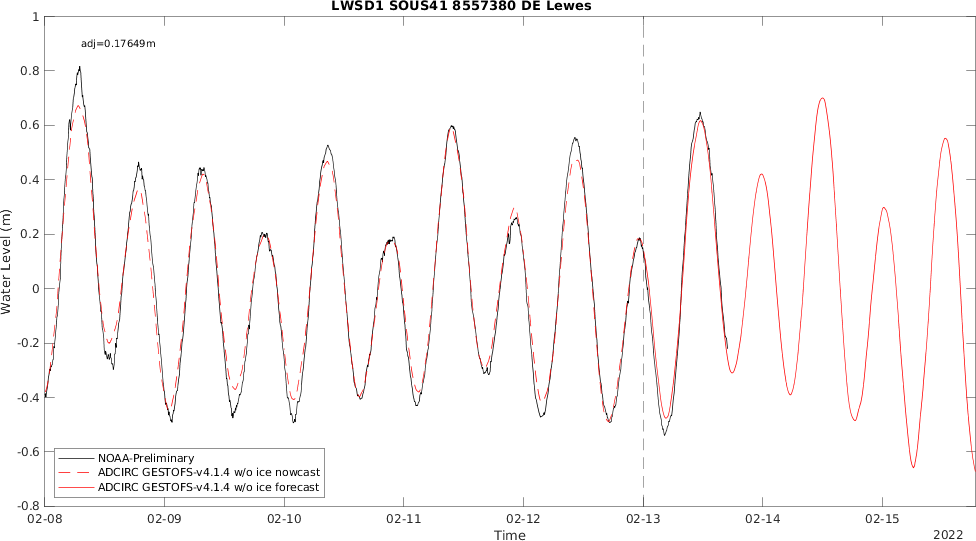 LWSD1 SOUS41 8557380 DE Lewes
adj=0.17649m
1
0.8
0.6
0.4
0.2
0
-0.2
-0.4
-0.6
-0.8
Water Level (m)
NOAA-Preliminary
ADCIRC GESTOFS-v4.1.4 w/o ice nowcast
ADCIRC GESTOFS-v4.1.4 w/o ice forecast
02-08 02-09 02-10 02-11 02-12 02-13 02-14 02-15
Time
2022